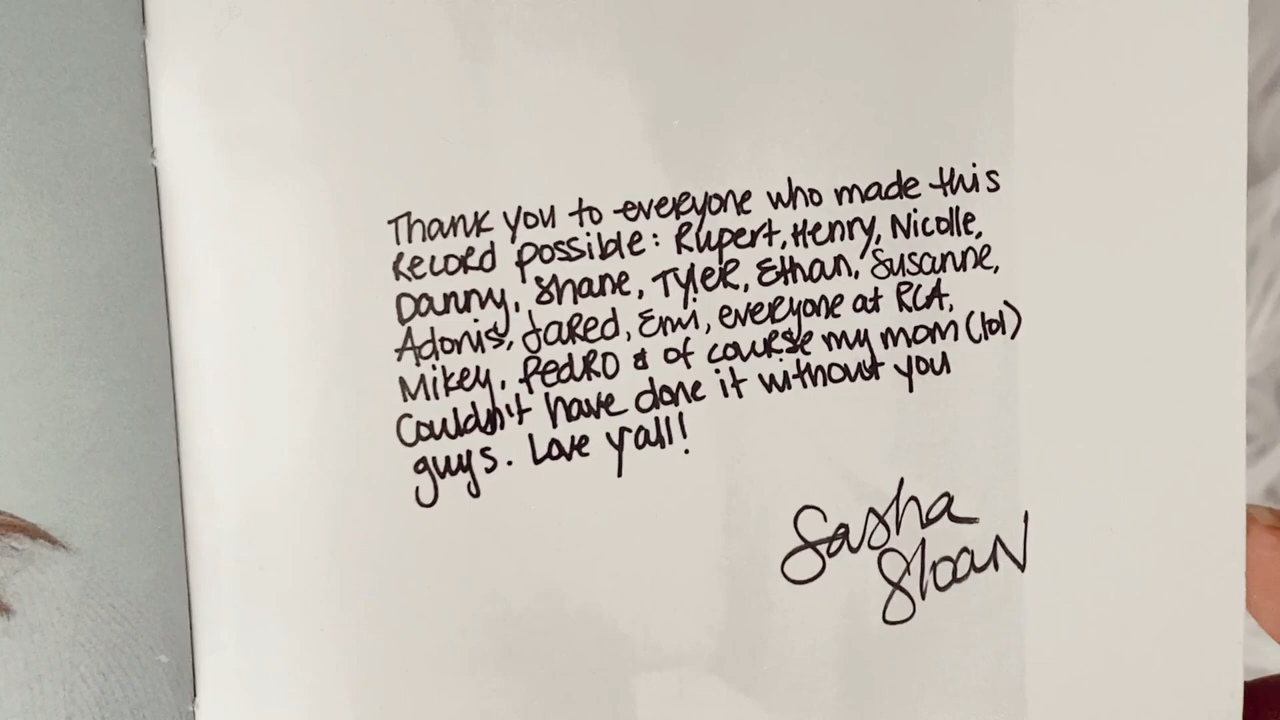 Thank you to everyone who made this
Record possible: Rupert, Henry, Nicolle,
Danny, Shane, Tyler, Ethan, Susanne,
Adonis, Jared, Emi, everyone at RCA,
Mikey, Pedro & of course my mom (lol)
Couldn't have done it without you
guys. Love y'all!
Sasha
Sloan